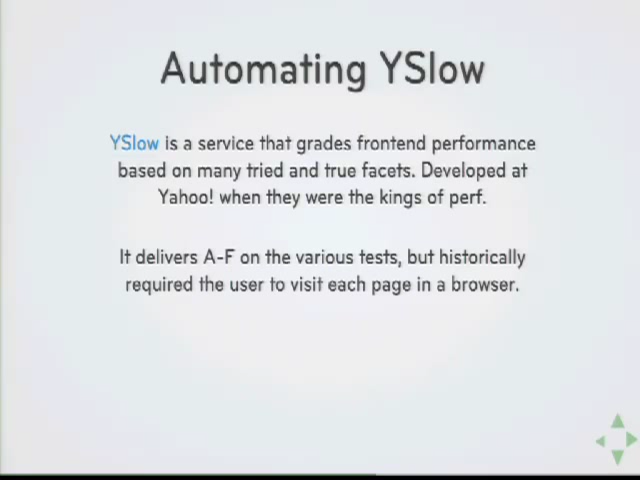 Automating YSlow
YSlow is a service that grades frontend performance
based on many tried and true facets. Developed at
Yahoo! when they were the kings of perf.
It delivers A-F on the various tests, but historically
required the user to visit each page in a browser.